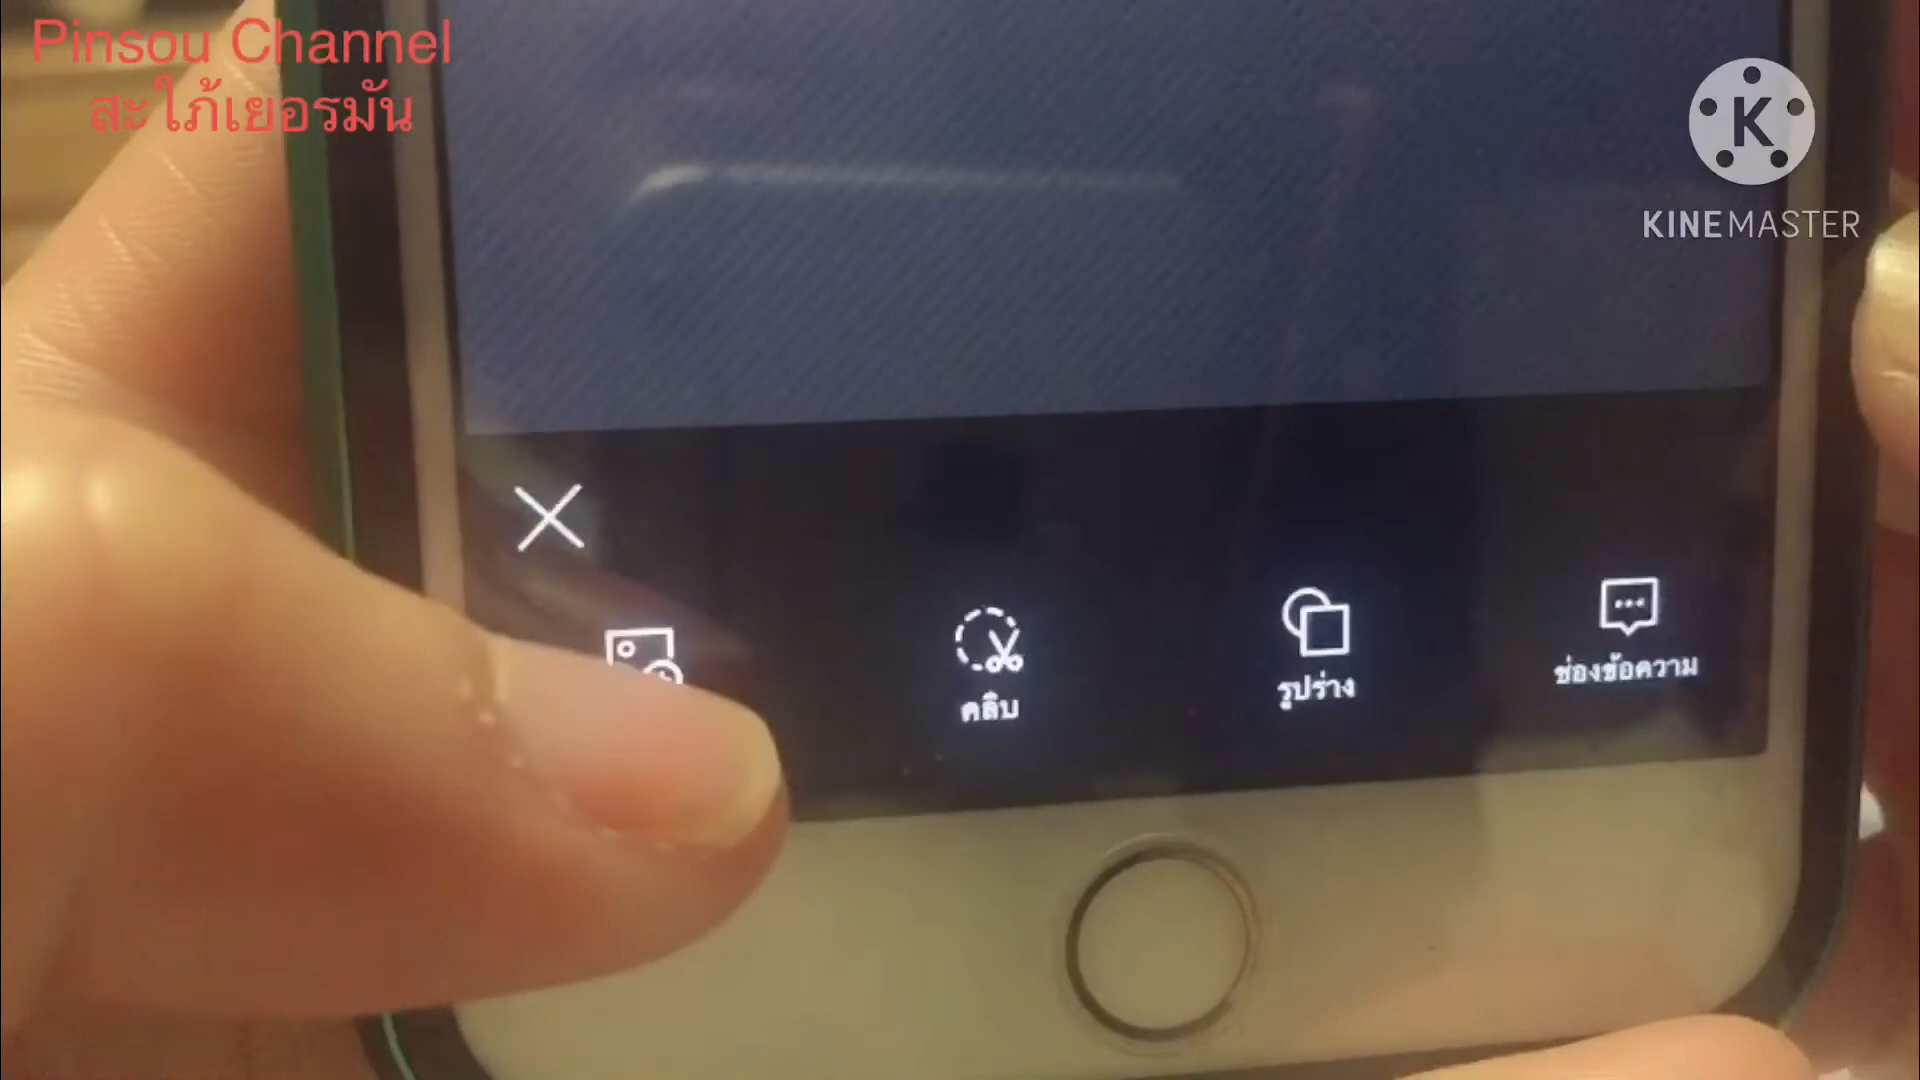 Pinsou Channel
สะใภ้เยอรมัน
K
KINEMASTER
คลิบ
รูปร่าง
ช่องข้อความ